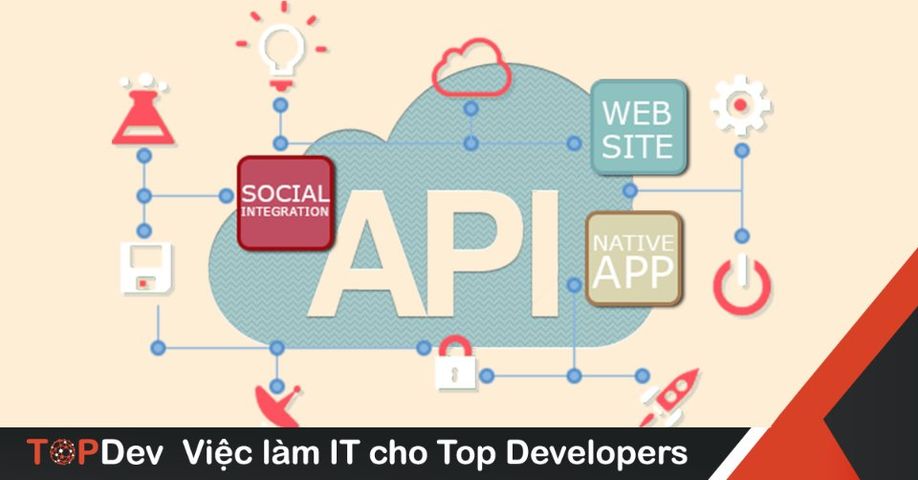 WEB
SITE
SOCIAL
INTEGRATION
API
NATIVE
APP
TOPDev Việc làm IT cho Top Developers